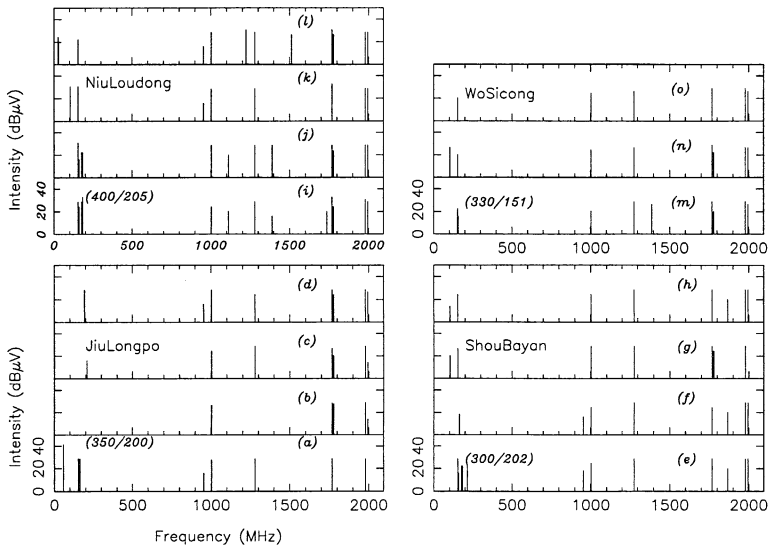 (l)
NiuLoudong (k)
(j)
(400/205) (i)
Intensity (dBµV)
0 20 40
0 500 1000 1500 2000
WoSicong (o)
(n)
(330/151) (m)
0 20 40
0 500 1000 1500 2000
(d)
JiuLongpo (c)
(b)
(350/200) (a)
Intensity (dBµV)
0 20 40
0 500 1000 1500 2000
Frequency (MHz)
(h)
ShouBayan (g)
(f)
(300/202) (e)
0 20 40
0 500 1000 1500 2000
Frequency (MHz)